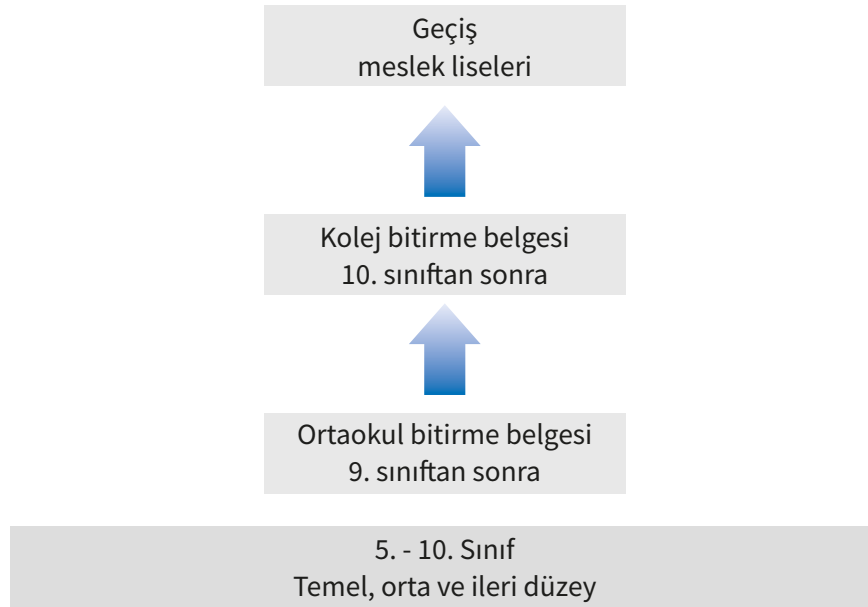 Geçiş
meslek liseleri
Kolej bitirme belgesi
10. sınıftan sonra
Ortaokul bitirme belgesi
9. sınıftan sonra
5. - 10. Sınıf
Temel, orta ve ileri düzey